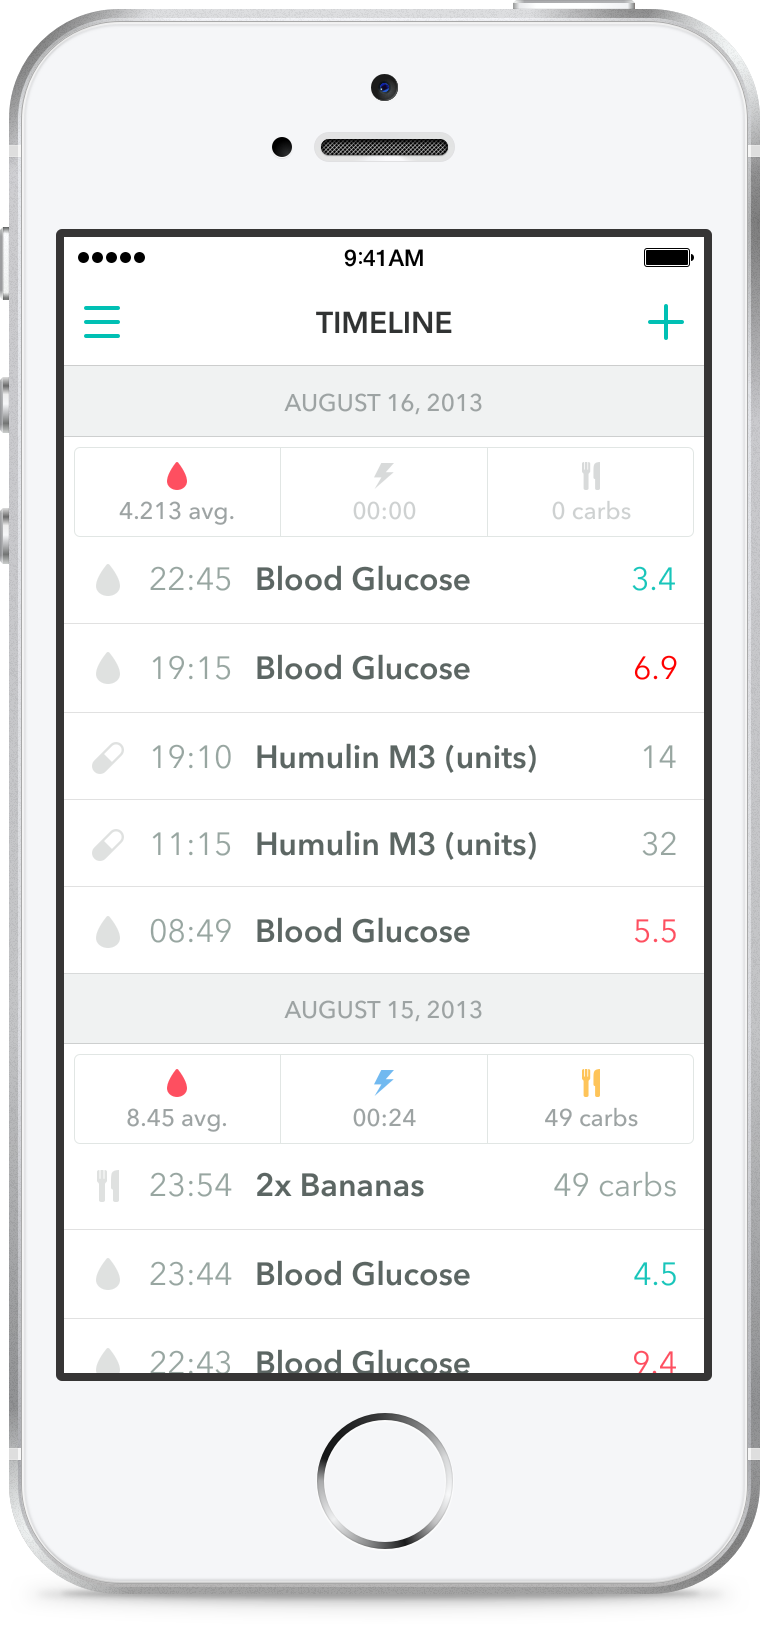 9:41AM
TIMELINE
AUGUST 16, 2013
4.213 avg. 00:00 0 carbs
22:45 Blood Glucose 3.4
19:15 Blood Glucose 6.9
19:10 Humulin M3 (units) 14
11:15 Humulin M3 (units) 32
08:49 Blood Glucose 5.5
AUGUST 15, 2013
8.45 avg. 00:24 49 carbs
23:54 2x Bananas 49 carbs
23:44 Blood Glucose 4.5
22:43 Blood Glucose 9.4